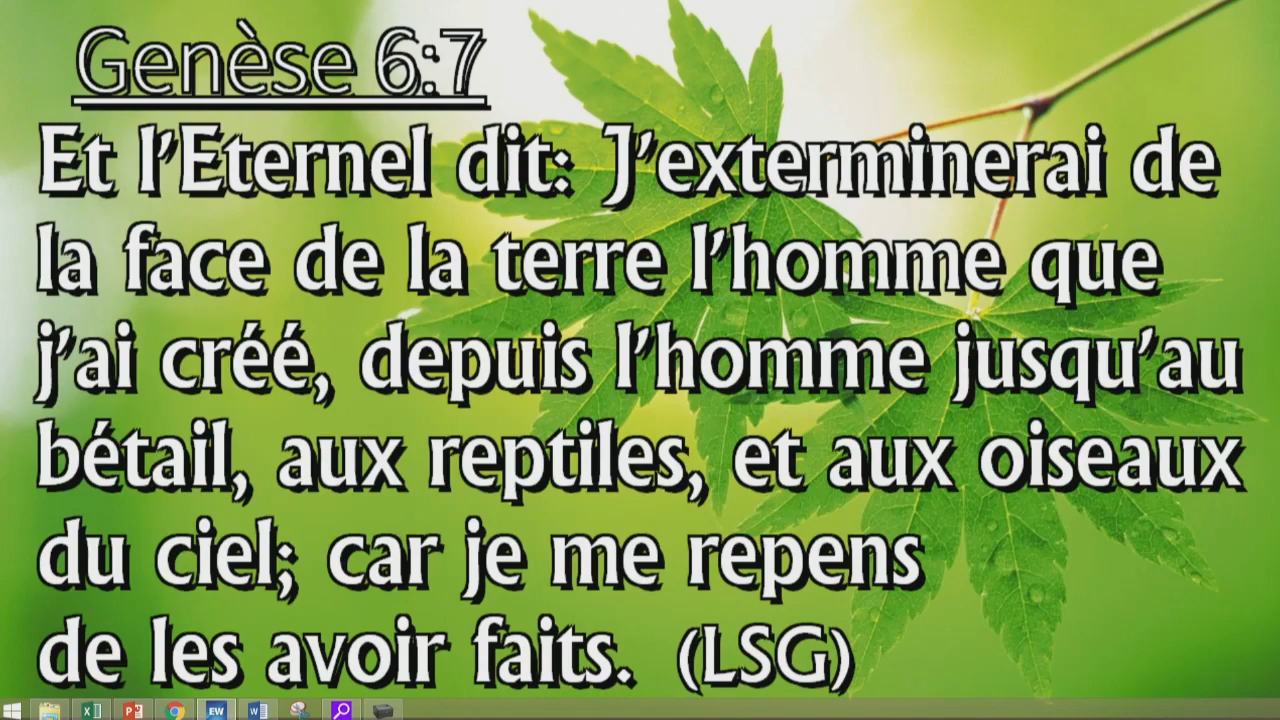 Genèse 6:7
Et l'Eternel dit: J'exterminerai de
la face de la terre l'homme que
j'ai créé, depuis l'homme jusqu'au
bétail, aux reptiles, et aux oiseaux
du ciel; car je me repens
de les avoir faits. (LSG)
EW